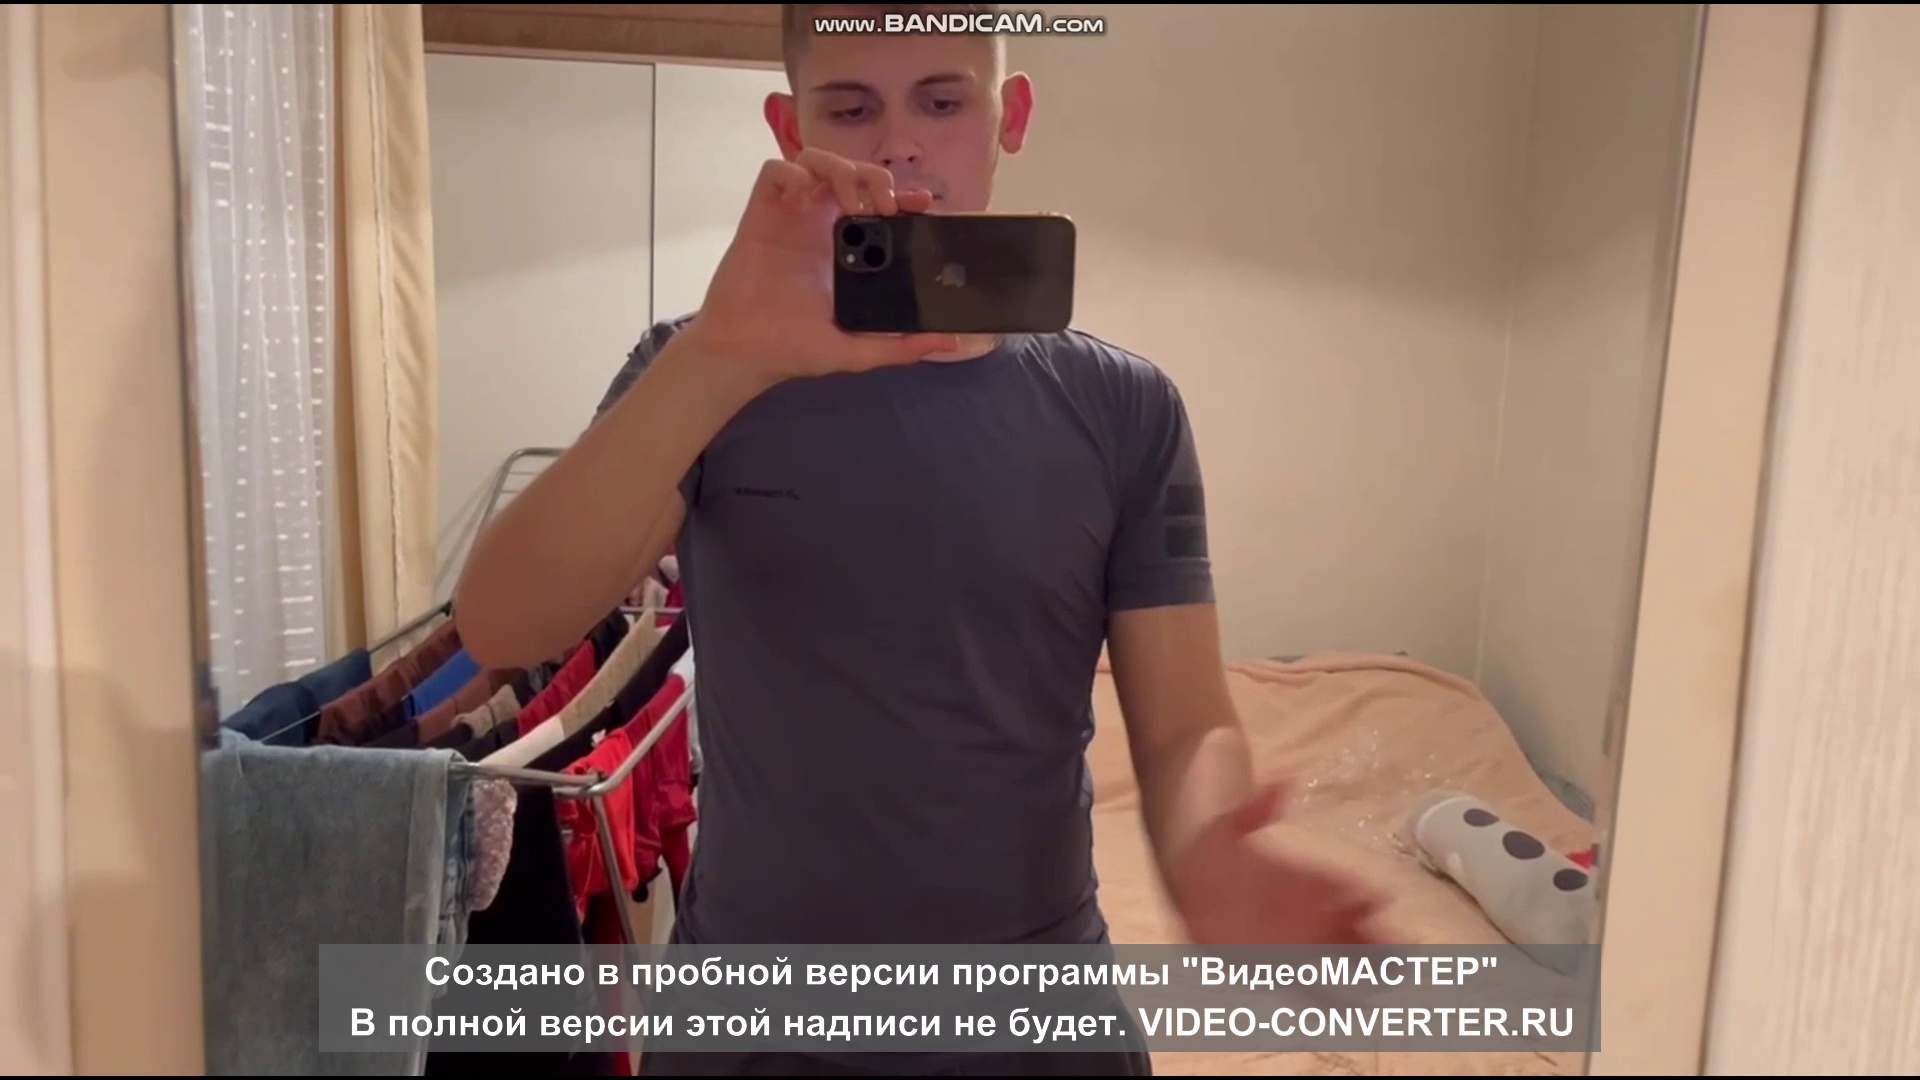 www.BANDICAM.com
Создано в пробной версии программы "ВидеоМАСТЕР"
В полной версии этой надписи не будет. VIDEO-CONVERTER.RU